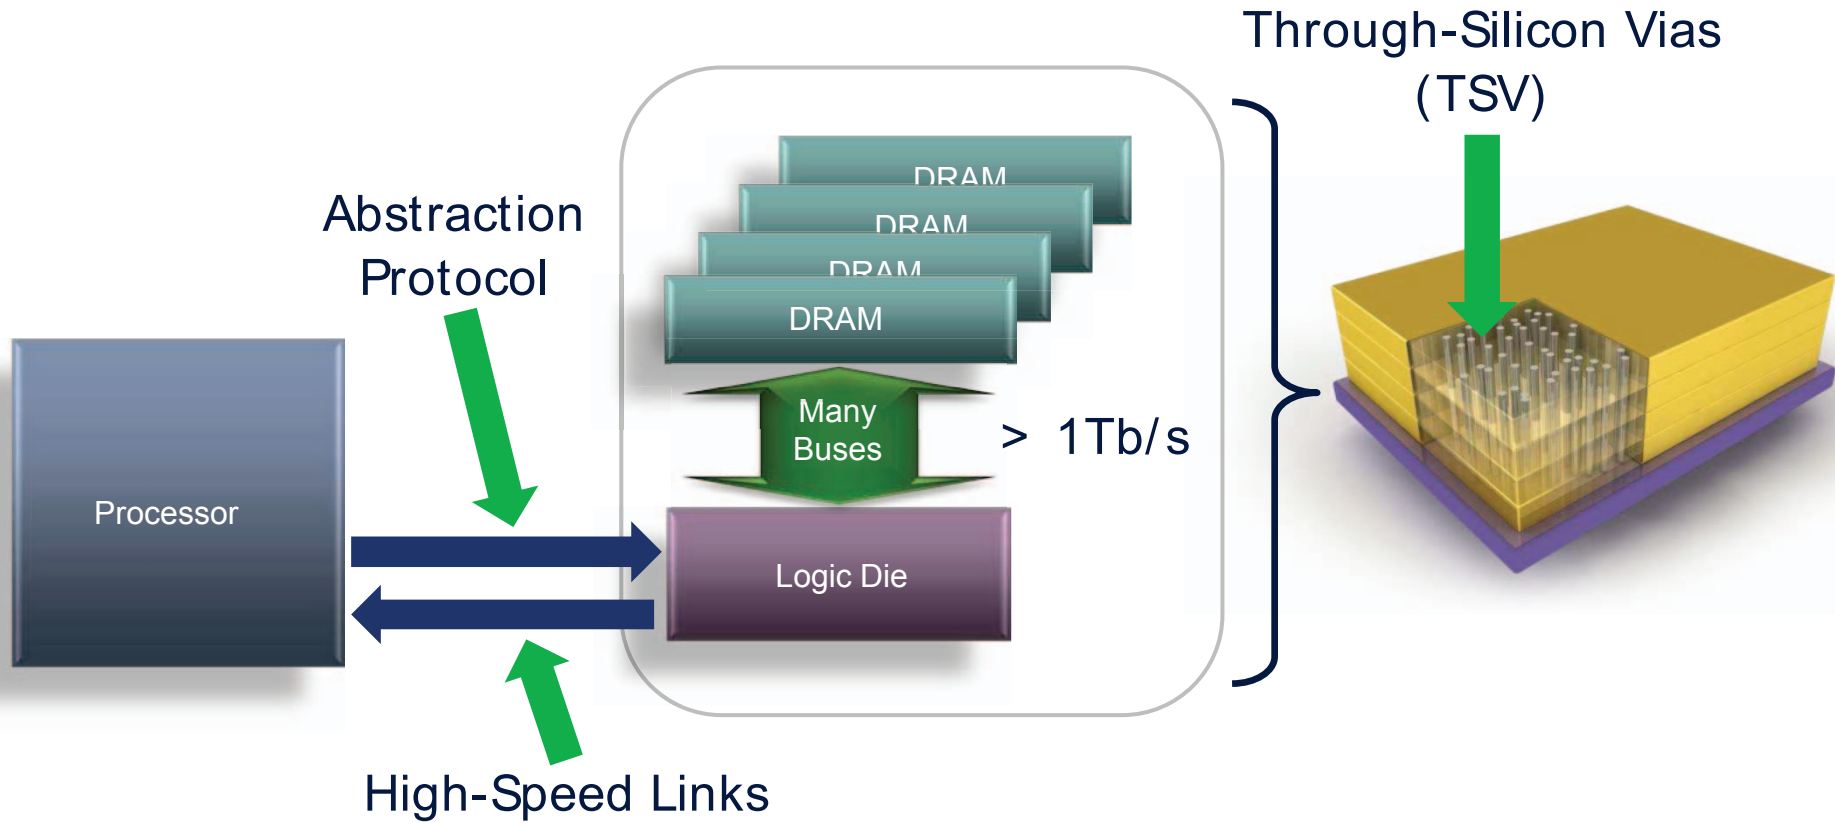 Through-Silicon Vias
(TSV)
Abstraction
Protocol
DRAM
DRAM
DRAM
DRAM
Many
Buses
> 1Tb/s
Processor
Logic Die
High-Speed Links